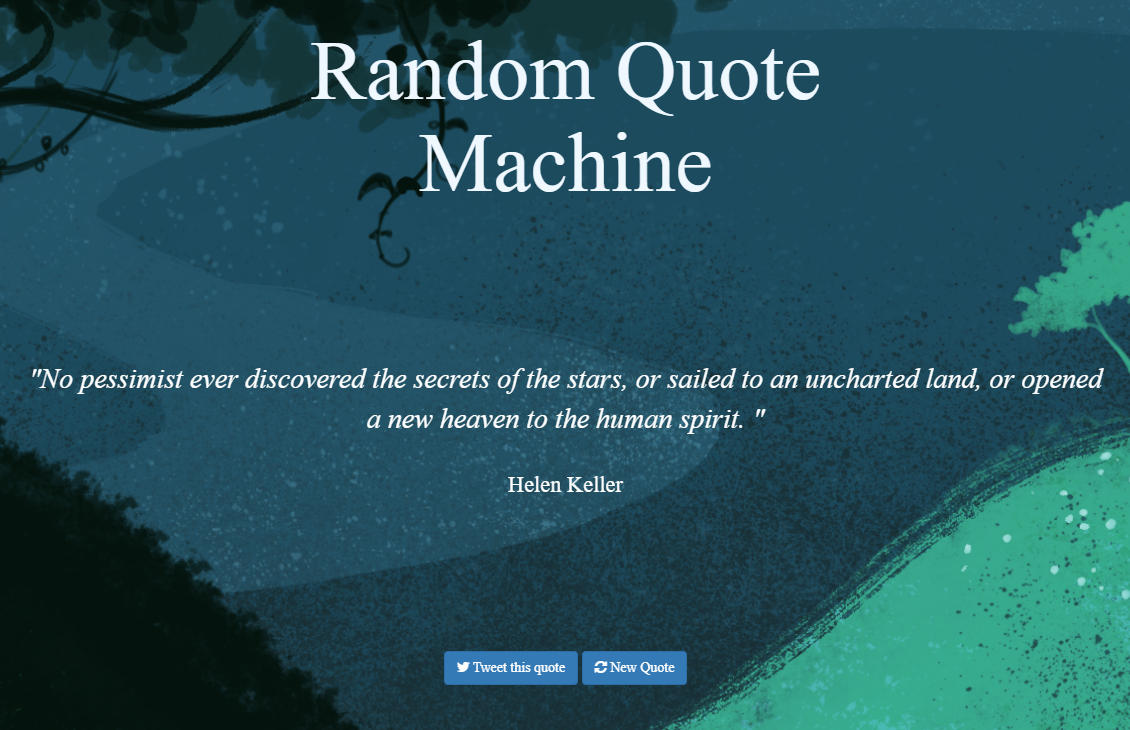 Random Quote
Machine
"No pessimist ever discovered the secrets of the stars, or sailed to an uncharted land, or opened
a new heaven to the human spirit. "
Helen Keller
Tweet this quote New Quote